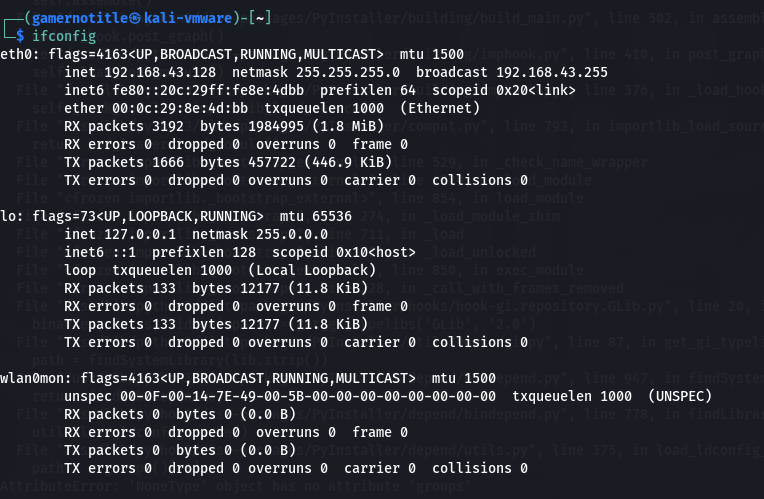 (gamernotitle㉿kali-vmware)-[~]
$ ifconfig
eth0: flags=4163<UP,BROADCAST,RUNNING,MULTICAST>  mtu 1500
        inet 192.168.43.128  netmask 255.255.255.0  broadcast 192.168.43.255
        inet6 fe80::20c:29ff:fe8e:4dbb  prefixlen 64  scopeid 0x20<link>
        ether 00:0c:29:8e:4d:bb  txqueuelen 1000  (Ethernet)
        RX packets 3192  bytes 1984995 (1.8 MiB)
        RX errors 0  dropped 0  overruns 0  frame 0
        TX packets 1666  bytes 457722 (446.9 KiB)
        TX errors 0  dropped 0 overruns 0  carrier 0  collisions 0
lo: flags=73<UP,LOOPBACK,RUNNING>  mtu 65536
        inet 127.0.0.1  netmask 255.0.0.0
        inet6 ::1  prefixlen 128  scopeid 0x10<host>
        loop  txqueuelen 1000  (Local Loopback)
        RX packets 133  bytes 12177 (11.8 KiB)
        RX errors 0  dropped 0  overruns 0  frame 0
        TX packets 133  bytes 12177 (11.8 KiB)
        TX errors 0  dropped 0 overruns 0  carrier 0  collisions 0
wlan0mon: flags=4163<UP,BROADCAST,RUNNING,MULTICAST>  mtu 1500
        unspec 00-0F-00-14-7E-49-00-5B-00-00-00-00-00-00-00-00  txqueuelen 1000  (UNSPEC)
        RX packets 0  bytes 0 (0.0 B)
        RX errors 0  dropped 0  overruns 0  frame 0
        TX packets 0  bytes 0 (0.0 B)
        TX errors 0  dropped 0 overruns 0  carrier 0  collisions 0
AttributeError: 'NoneType' object has no attribute 'groups'